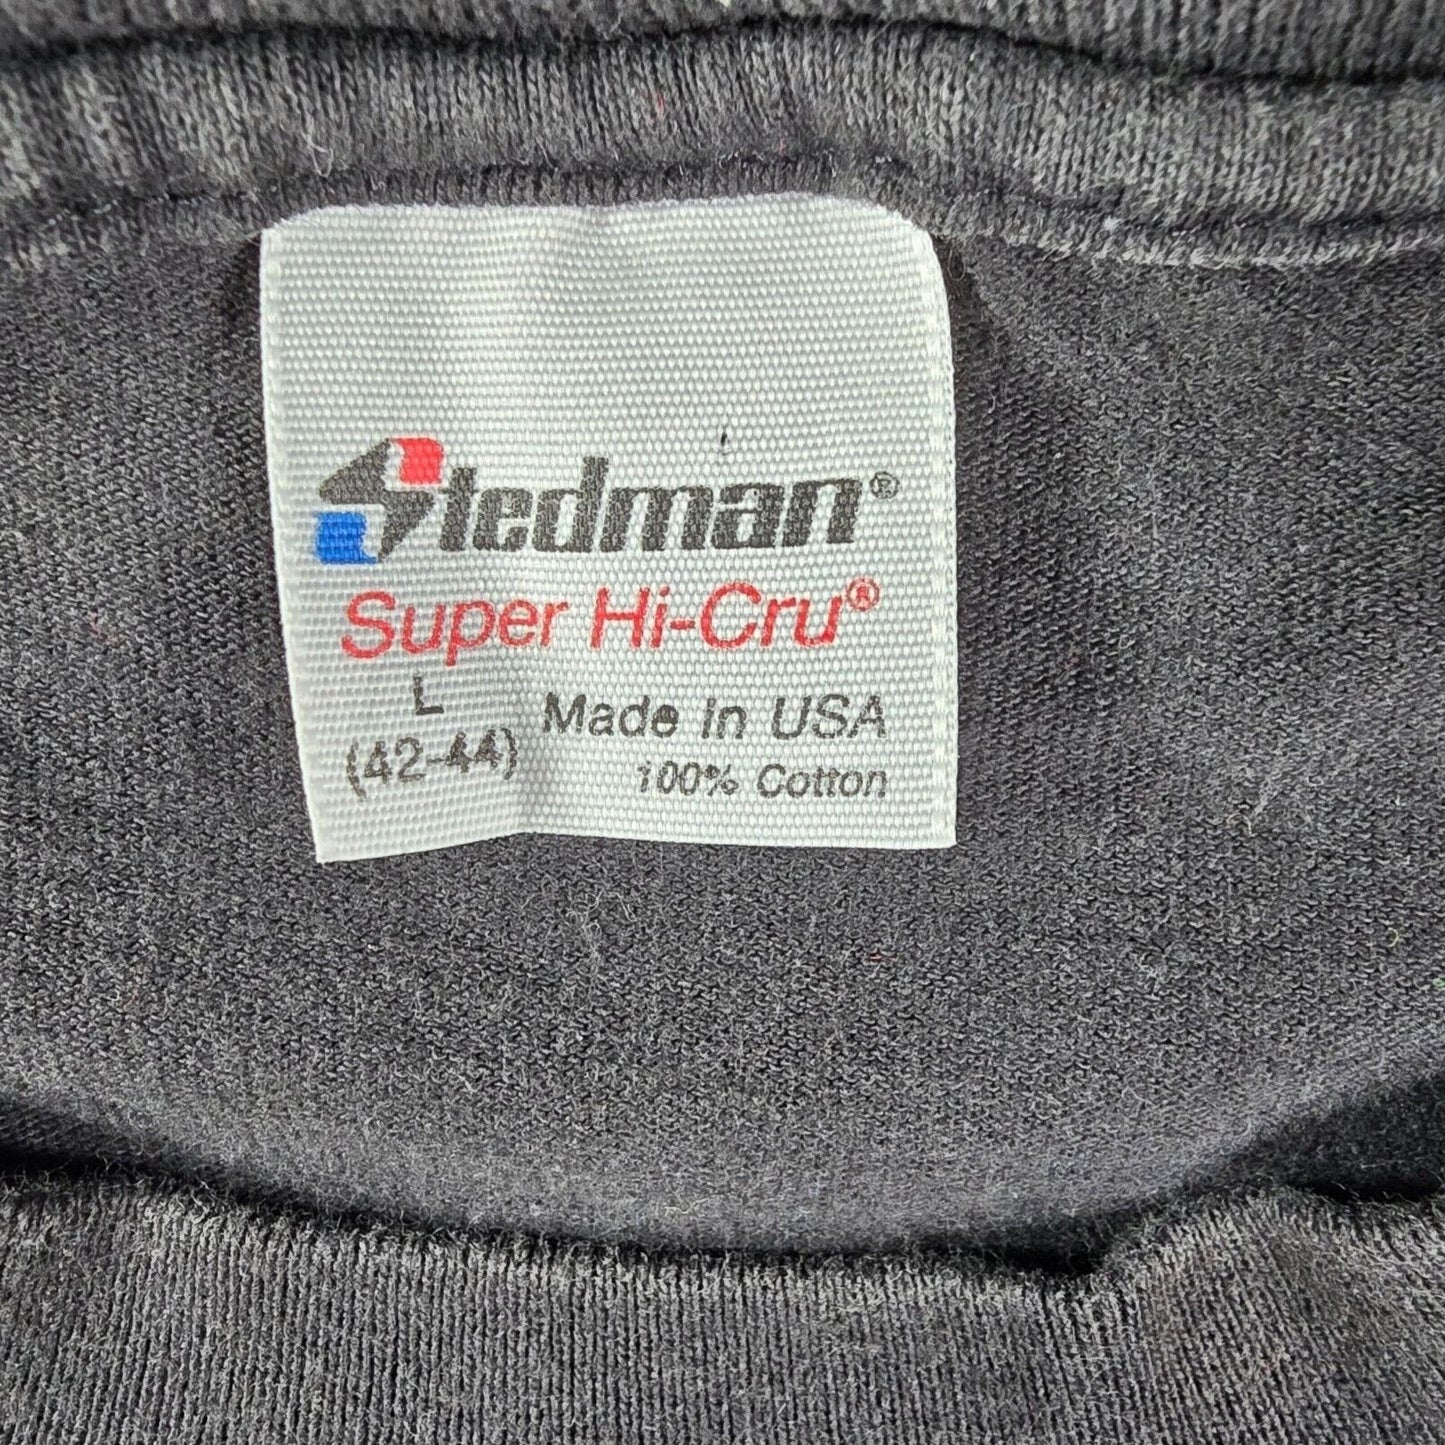 Stedman®
Super Hi-Cru®
L
(42-44)
Made In USA
100% Cotton